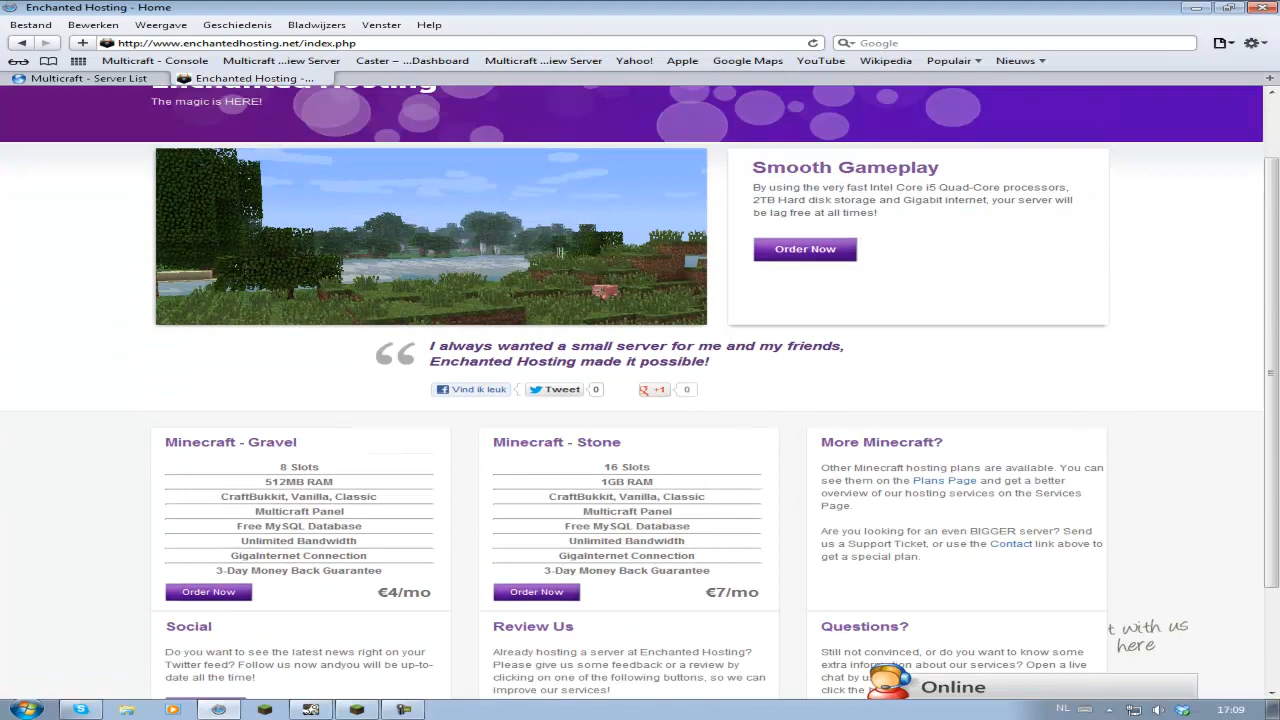 Enchanted Hosting - Home
Bestand Bewerken Weergave Geschiedenis Bladwijzers Venster Help
http://www.enchantedhosting.net/index.php
Google
Multicraft - Console Multicraft ...iew Server Caster – ...Dashboard Multicraft ...iew Server Yahoo! Apple Google Maps YouTube Wikipedia Populair Nieuws
Multicraft - Server List
Enchanted Hosting -...
Enchanted Hosting
The magic is HERE!
Smooth Gameplay
By using the very fast Intel Core i5 Quad-Core processors,
2TB Hard disk storage and Gigabit internet, your server will
be lag free at all times!
Order Now
I always wanted a small server for me and my friends,
Enchanted Hosting made it possible!
Vind ik leuk
Tweet 0
+1 0
Minecraft - Gravel
8 Slots
512MB RAM
CraftBukkit, Vanilla, Classic
Multicraft Panel
Free MySQL Database
Unlimited Bandwidth
GigaInternet Connection
3-Day Money Back Guarantee
Order Now €4/mo
Minecraft - Stone
16 Slots
1GB RAM
CraftBukkit, Vanilla, Classic
Multicraft Panel
Free MySQL Database
Unlimited Bandwidth
GigaInternet Connection
3-Day Money Back Guarantee
Order Now €7/mo
More Minecraft?
Other Minecraft hosting plans are available. You can
see them on the Plans Page and get a better
overview of our hosting services on the Services
Page.
Are you looking for an even BIGGER server? Send
us a Support Ticket, or use the Contact link above to
get a special plan.
Social
Do you want to see the latest news right on your
Twitter feed? Follow us now andyou will be up-to-
date all the time!
Review Us
Already hosting a server at Enchanted Hosting?
Please give us some feedback or a review by
clicking on one of the following buttons, so we can
improve our services!
Questions?
Still not convinced, or do you want to know some
extra information about our services? Open a live
chat by
click the
t with us
here
Online
NL
17:09